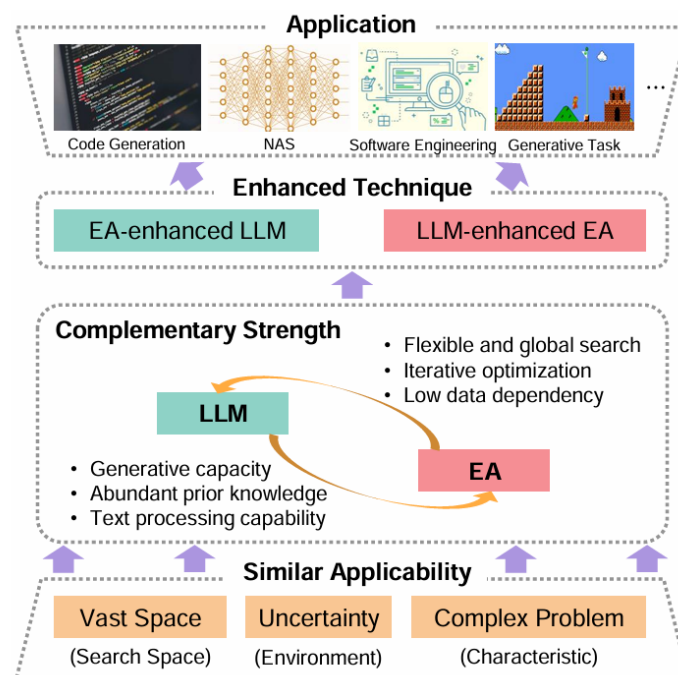 Application
Code Generation
NAS
Software Engineering
Generative Task
...
Enhanced Technique
EA-enhanced LLM
LLM-enhanced EA
Complementary Strength
• Flexible and global search
• Iterative optimization
• Low data dependency
LLM
EA
• Generative capacity
• Abundant prior knowledge
• Text processing capability
Similar Applicability
Vast Space
Uncertainty
Complex Problem
(Search Space)
(Environment)
(Characteristic)